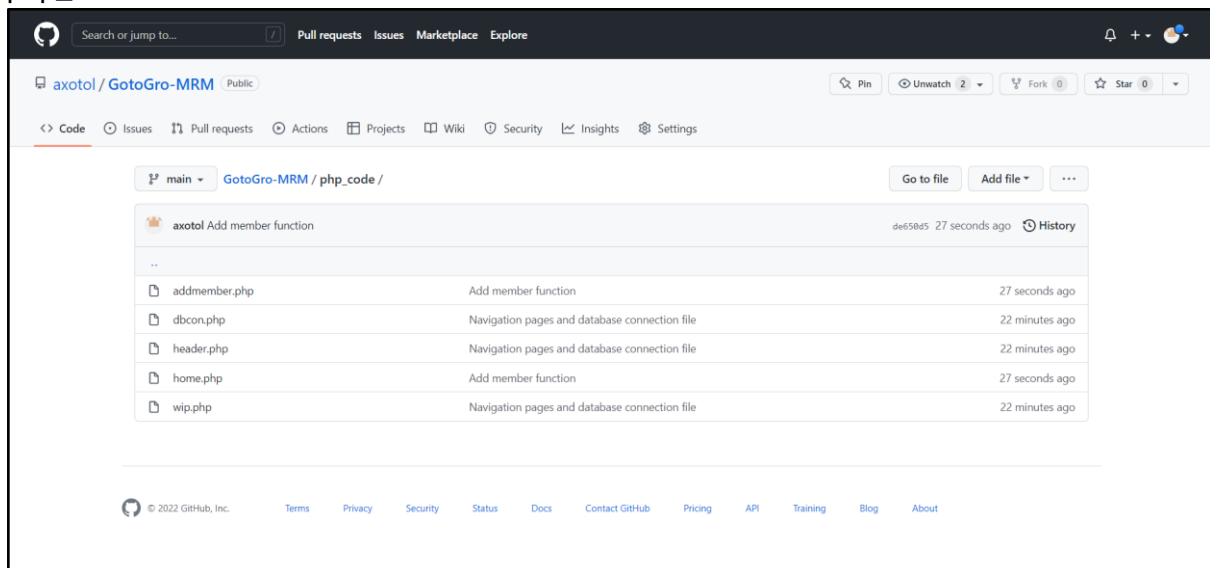 Search or jump to... / Pull requests Issues Marketplace Explore
axotol / GotoGro-MRM Public Pin Unwatch 2 Fork 0 Star 0
<> Code Issues Pull requests Actions Projects Wiki Security Insights Settings
main GotoGro-MRM / php_code / Go to file Add file ...
axotol Add member function de650d5 27 seconds ago History
..
addmember.php Add member function 27 seconds ago
dbcon.php Navigation pages and database connection file 22 minutes ago
header.php Navigation pages and database connection file 22 minutes ago
home.php Add member function 27 seconds ago
wip.php Navigation pages and database connection file 22 minutes ago
© 2022 GitHub, Inc. Terms Privacy Security Status Docs Contact GitHub Pricing API Training Blog About